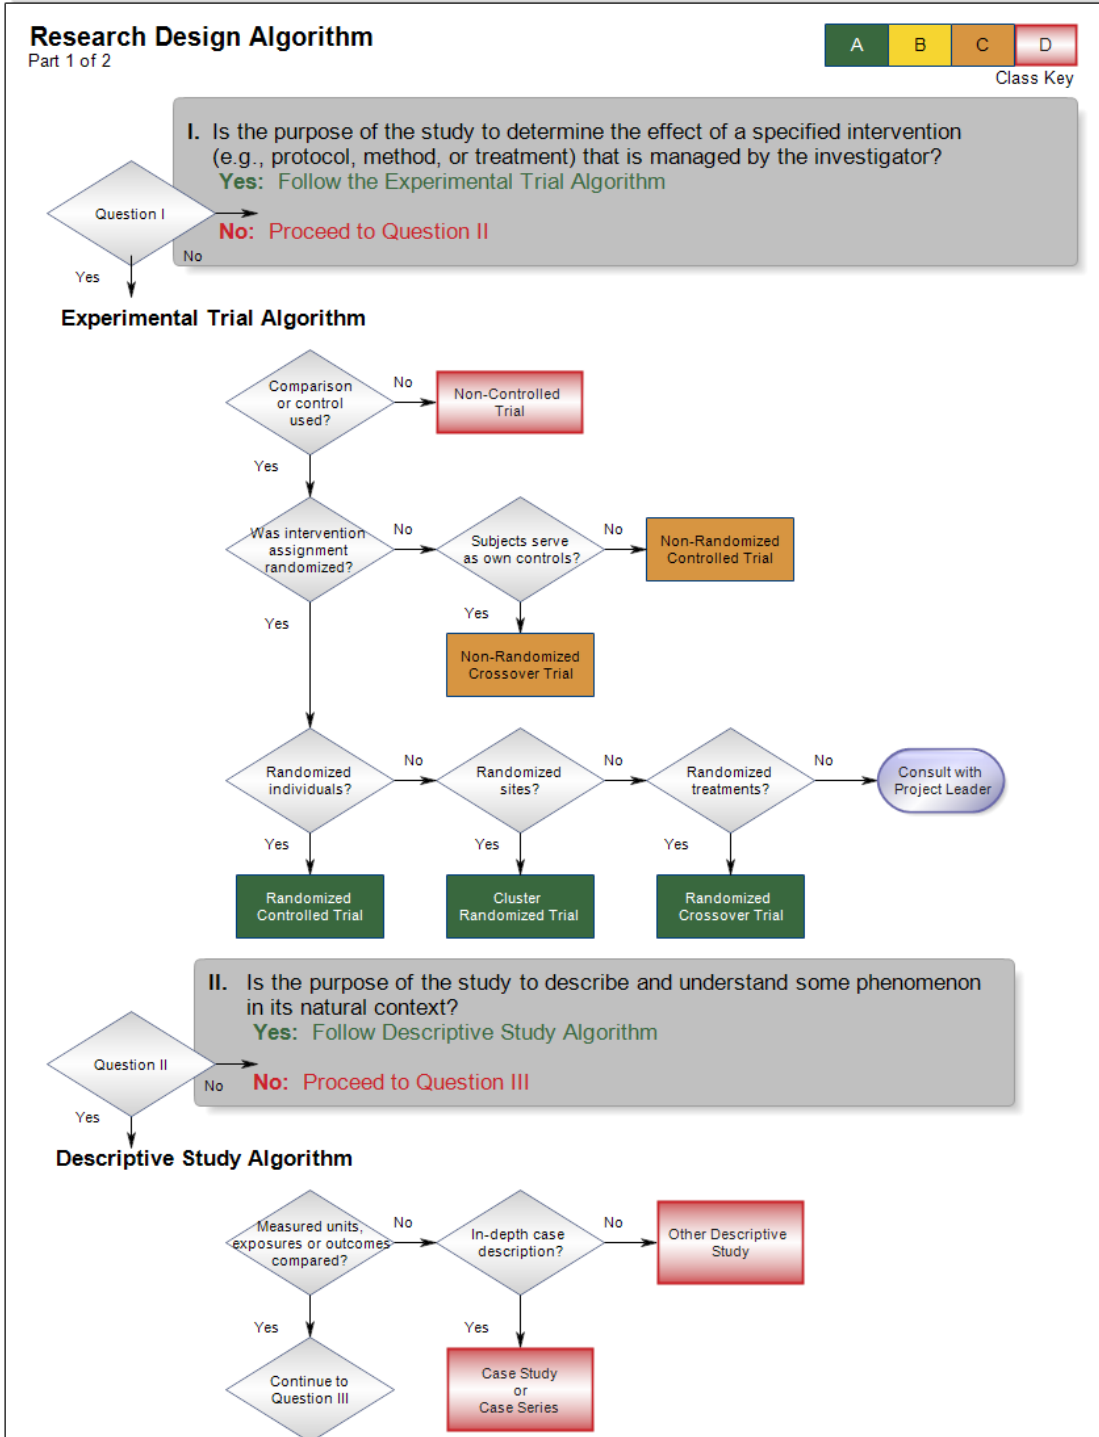 Research Design Algorithm
Part 1 of 2
A
B
C
D
Class Key
I. Is the purpose of the study to determine the effect of a specified intervention
(e.g., protocol, method, or treatment) that is managed by the investigator?
Yes: Follow the Experimental Trial Algorithm
Question I
No: Proceed to Question II
No
Yes
Experimental Trial Algorithm
Comparison
or control
used?
No
Non-Controlled
Trial
Yes
Was intervention
assignment
randomized?
No
Subjects serve
as own controls?
No
Non-Randomized
Controlled Trial
Yes
Yes
Non-Randomized
Crossover Trial
Randomized
individuals?
No
Randomized
sites?
No
Randomized
treatments?
No
Consult with
Project Leader
Yes
Yes
Yes
Randomized
Controlled Trial
Cluster
Randomized Trial
Randomized
Crossover Trial
II. Is the purpose of the study to describe and understand some phenomenon
in its natural context?
Yes: Follow Descriptive Study Algorithm
Question II
No
No: Proceed to Question III
Yes
Descriptive Study Algorithm
Measured units,
exposures or outcomes
compared?
No
In-depth case
description?
No
Other Descriptive
Study
Yes
Yes
Continue to
Question III
Case Study
or
Case Series